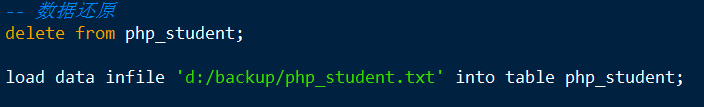 -- 数据还原
delete from php_student;
load data infile 'd:/backup/php_student.txt' into table php_student;